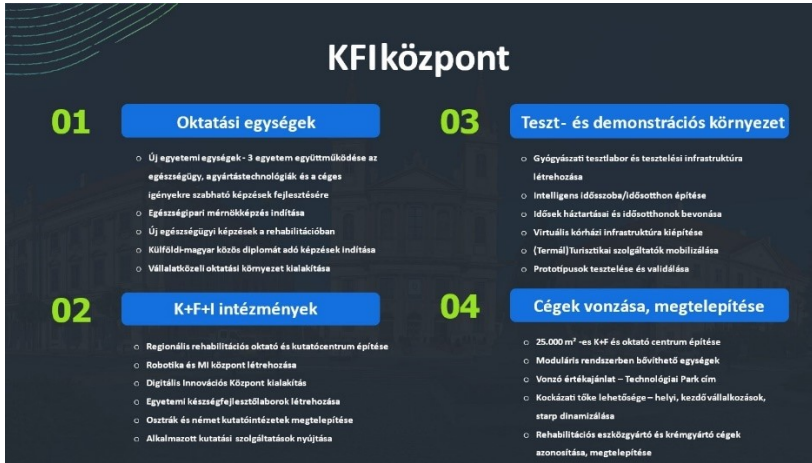 KFI központ
01
Oktatási egységek
○ Új egyetemi egységek - 3 egyetem együttműködése az
egészségügy, agyártástechnológiák és a céges
igényekre szabható képzések fejlesztésére
○ Egészségipari mérnökképzés indítása
○ Új egészségügyi képzések a rehabilitációban
○ Külföldi-magyar közös diplomát adó képzések indítása
○ Vállalatközeli oktatási környezet kialakítása
02
K+F+I intézmények
○ Regionális rehabilitációs oktató és kutatócentrum építése
○ Robotika és MI központ létrehozása
○ Digitális Innovációs Központ kialakítás
○ Egyetemi készségfejlesztőlaborok létrehozása
○ Osztrák és német kutatóintézetek megtelepítése
○ Alkalmazott kutatási szolgáltatások nyújtása
03
Teszt- és demonstrációs környezet
○ Gyógyászati tesztlabor és tesztelési infrastruktúra
létrehozása
○ Intelligens idősszoba/idősotthon építése
○ Idősek háztartásai és idősotthonok bevonása
○ Virtuális kórházi infrastruktúra kiépítése
○ (Termál)Turisztikai szolgáltatók mobilizálása
○ Prototípusok tesztelése és validálása
04
Cégek vonzása, megtelepítése
○ 25.000 m² -es K+F és oktató centrum építése
○ Moduláris rendszerben bővíthető egységek
○ Vonzó értékajánlat – Technológiai Park cím
○ Kockázati tőke lehetősége – helyi, kezdő vállalkozások,
starp dinamizálása
○ Rehabilitációs eszközgyártó és krémgyártó cégek
azonosítása, megtelepítése